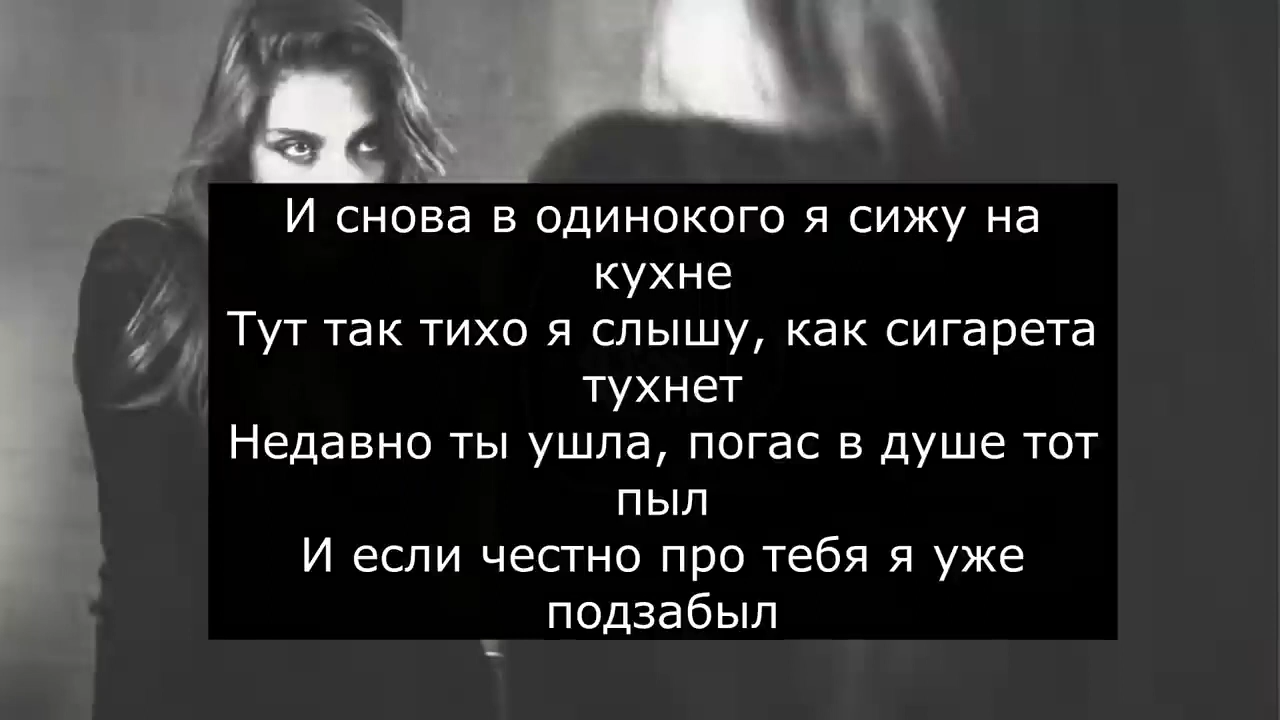 И снова в одинокого я сижу на
кухне
Тут так тихо я слышу, как сигарета
тухнет
Недавно ты ушла, погас в душе тот
пыл
И если честно про тебя я уже
подзабыл